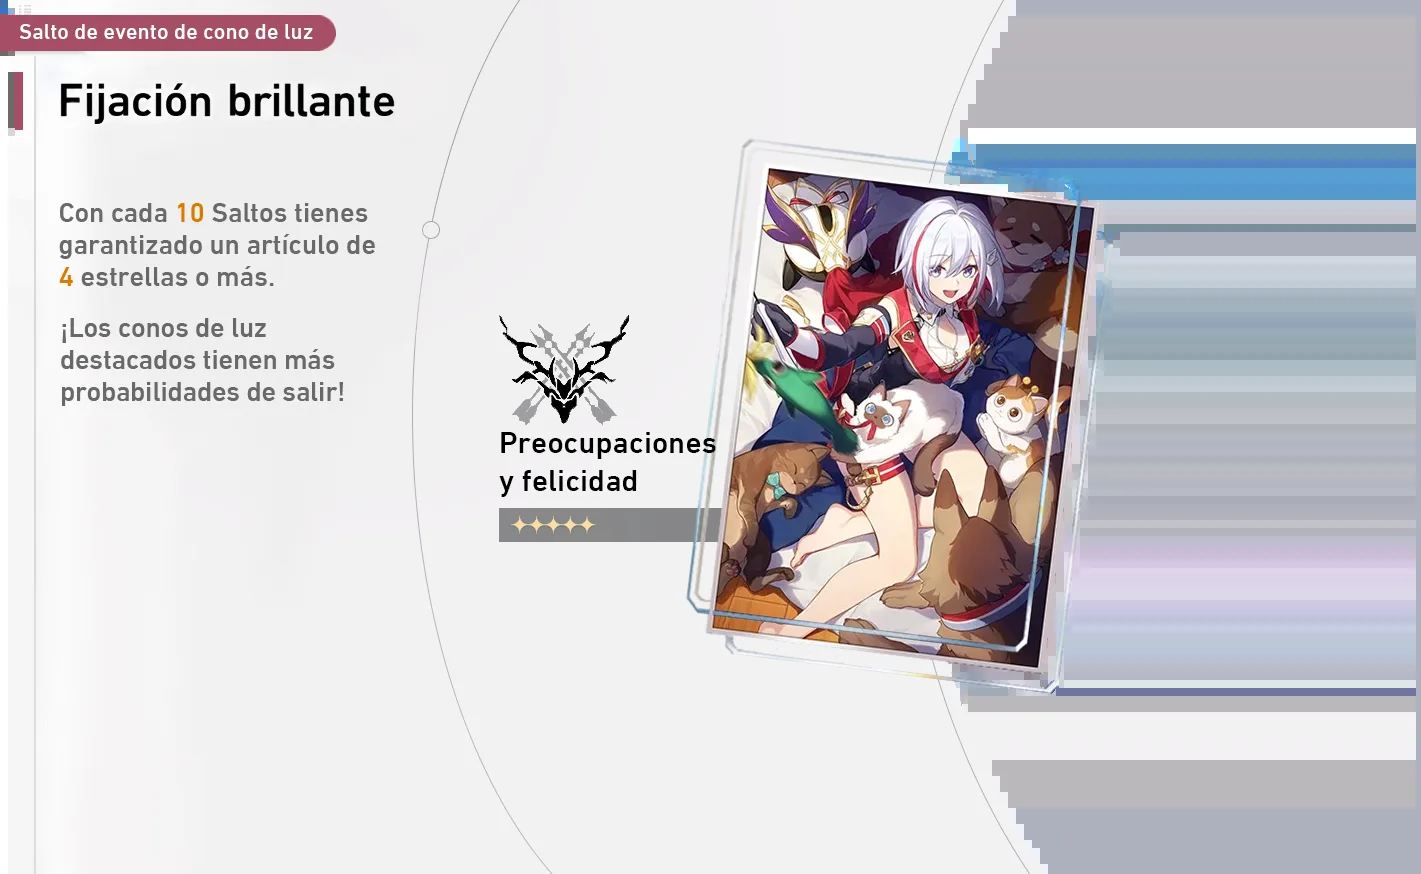 Salto de evento de cono de luz
Fijación brillante
Con cada 10 Saltos tienes
garantizado un artículo de
4 estrellas o más.
¡Los conos de luz
destacados tienen más
probabilidades de salir!
Preocupaciones
y felicidad